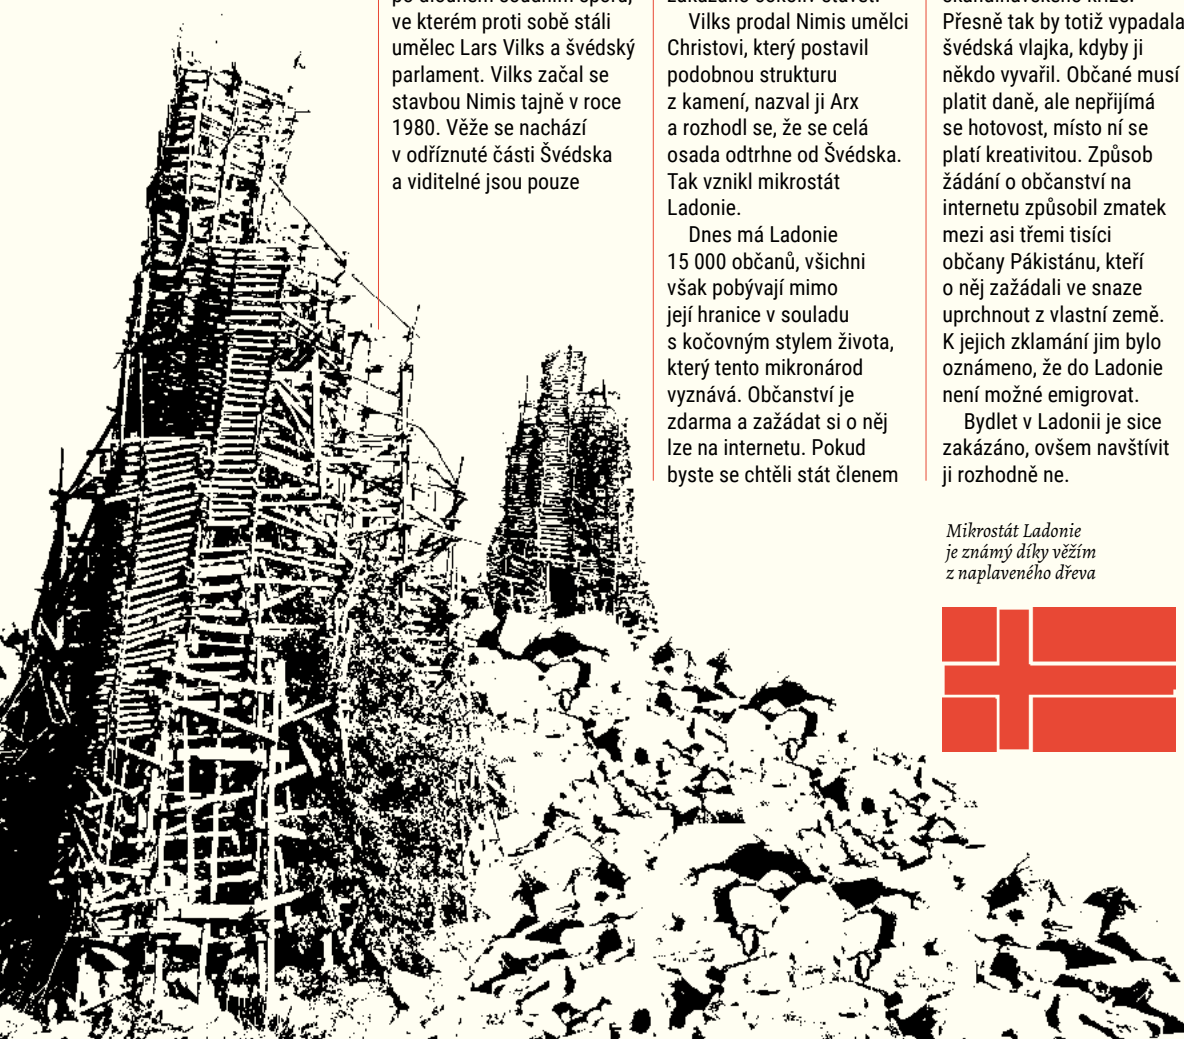 ve kterém proti sobě stáli
umělec Lars Vilks a švédský
parlament. Vilks začal se
stavbou Nimis tajně v roce
1980. Věže se nachází
v odříznuté části Švédska
a viditelné jsou pouze
Vilks prodal Nimis umělci
Christovi, který postavil
podobnou strukturu
z kamení, nazval ji Arx
a rozhodl se, že se celá
osada odtrhne od Švédska.
Tak vznikl mikrostát
Ladonie.
Dnes má Ladonie
15 000 občanů, všichni
však pobývají mimo
její hranice v souladu
s kočovným stylem života,
který tento mikronárod
vyznává. Občanství je
zdarma a zažádat si o něj
lze na internetu. Pokud
byste se chtěli stát členem
Přesně tak by totiž vypadala
švédská vlajka, kdyby ji
někdo vyvařil. Občané musí
platit daně, ale nepřijímá
se hotovost, místo ní se
platí kreativitou. Způsob
žádání o občanství na
internetu způsobil zmatek
mezi asi třemi tisíci
občany Pákistánu, kteří
o něj zažádali ve snaze
uprchnout z vlastní země.
K jejich zklamání jim bylo
oznámeno, že do Ladonie
není možné emigrovat.
Bydlet v Ladonii je sice
zakázáno, ovšem navštívit
ji rozhodně ne.
Mikrostát Ladonie
je známý díky věžím
z naplaveného dřeva